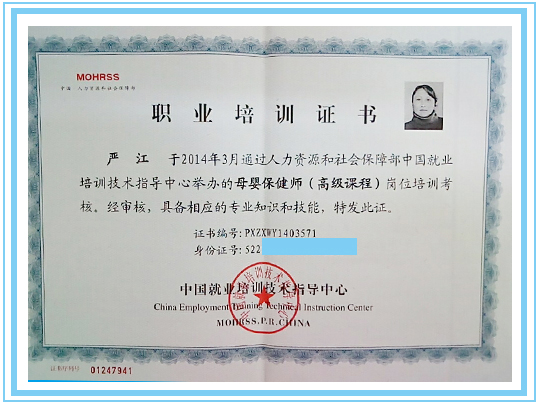 MOHRSS
中国 人力资源和社会保障部
职业培训证书
严 江 于2014年3月通过人力资源和社会保障部中国就业
培训技术指导中心举办的母婴保健师（高级课程）岗位培训考
核。经审核，具备相应的专业知识和技能，特发此证。
证书编号：PXZXWY1403571
身份证号：522
中国就业培训技术指导中心
China Employment Training Technical Instruction Center
MOHRSS.P.R.CHINA
证书序列号 01247941